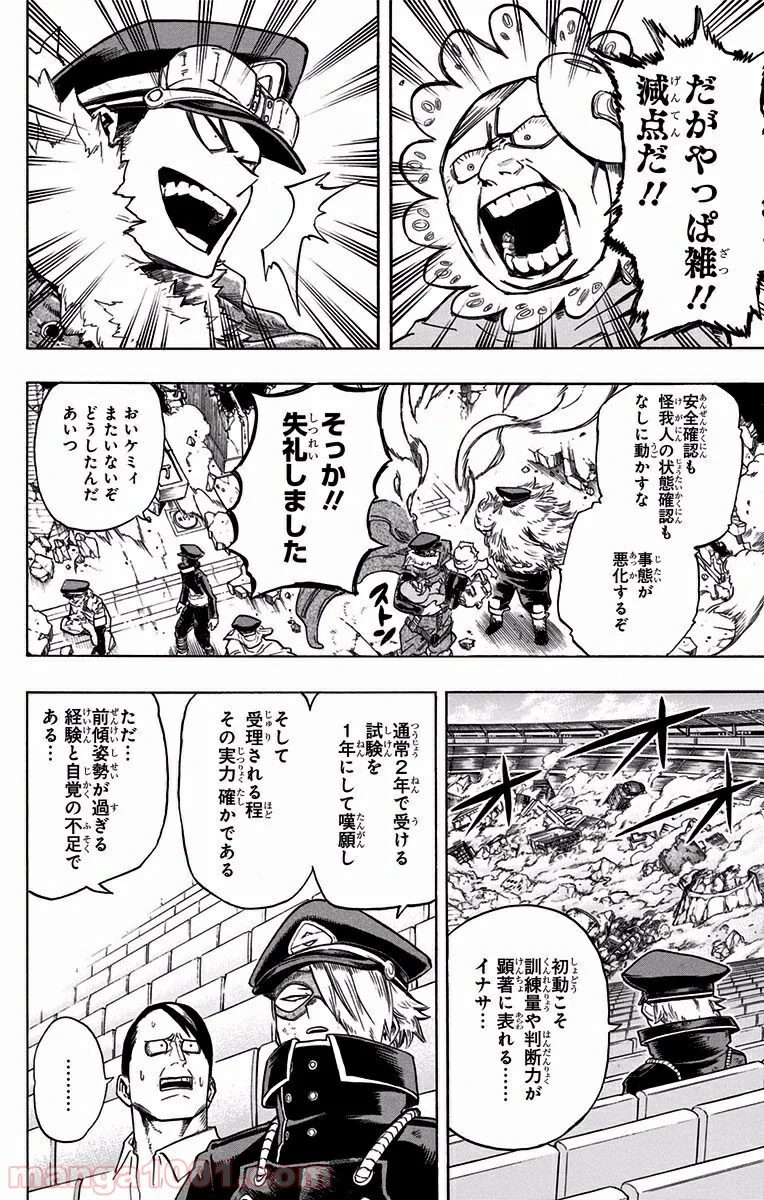 だがやっぱ雑!!
減点だ!!
安全確認も
怪我人の状態確認も
なしに動かすな
事態が
悪化するぞ
そっか!!
失礼しました
ストン
おいケミィ
またいないぞ
どうしたんだ
あいつ
初動こそ
訓練量や判断力が
顕著に表れる……
イナサ…
通常2年で受ける
試験を
1年にして嘆願し
そして
受理される程
その実力 確かである
ただ…
前傾姿勢が過ぎる
経験と自覚の不足で
ある…
………
manga1001.com